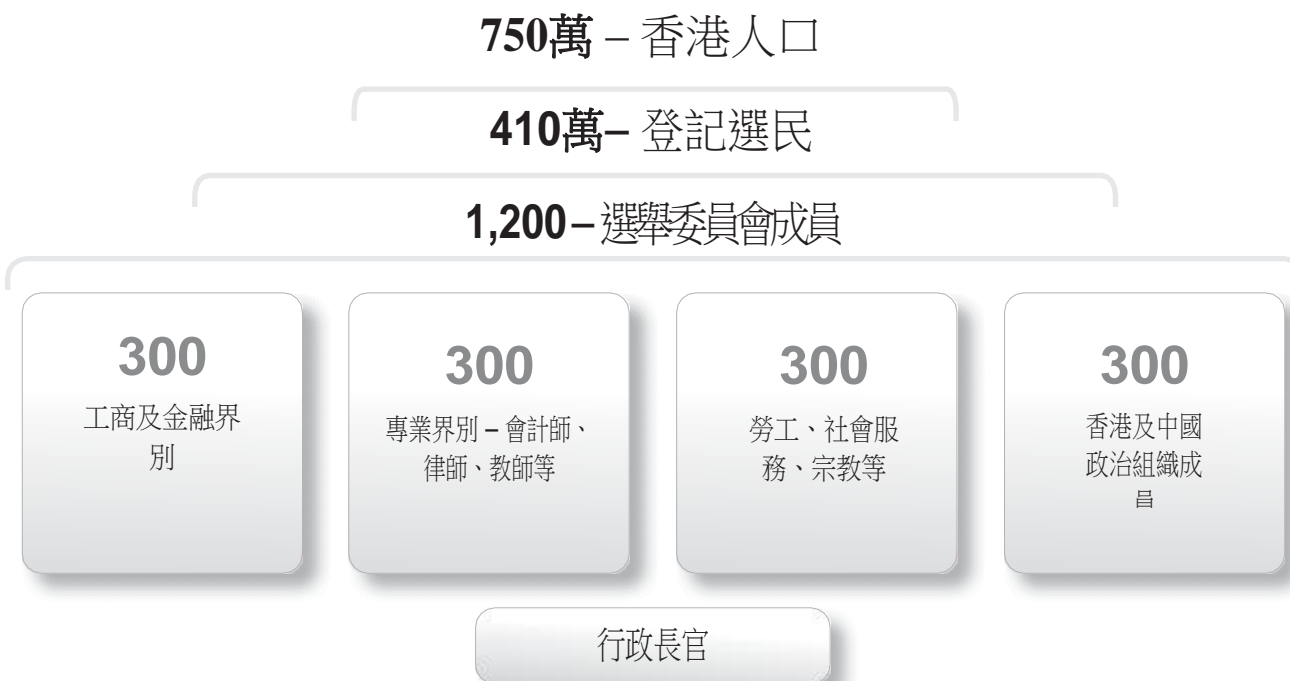 750萬 – 香港人口
410萬– 登記選民
1,200 – 選舉委員會成員
300
工商及金融界
別
300
專業界別 – 會計師、
律師、教師等
300
勞工、社會服
務、宗教等
300
香港及中國
政治組織成
員
行政長官